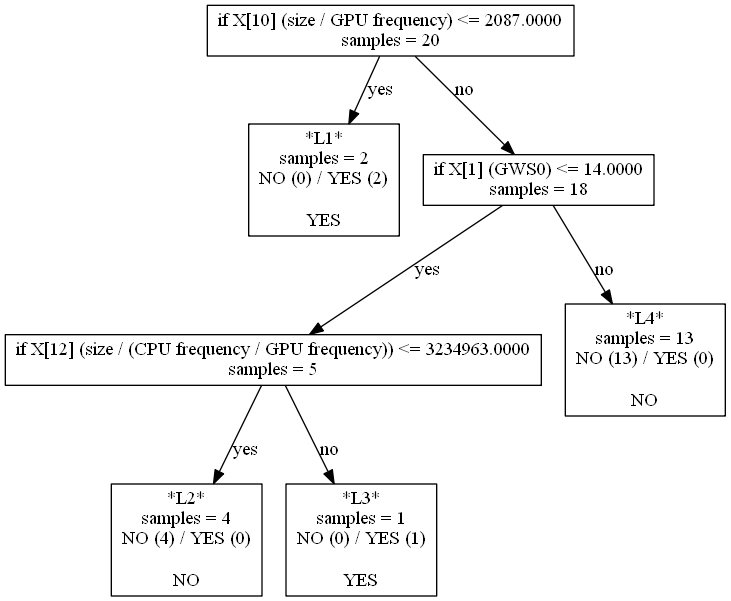 if X[10] (size / GPU frequency) <= 2087.0000
samples = 20
yes
no
*L1*
samples = 2
NO (0) / YES (2)
YES
if X[1] (GWS0) <= 14.0000
samples = 18
yes
no
if X[12] (size / (CPU frequency / GPU frequency)) <= 3234963.0000
samples = 5
*L4*
samples = 13
NO (13) / YES (0)
NO
yes
no
*L2*
samples = 4
NO (4) / YES (0)
NO
*L3*
samples = 1
NO (0) / YES (1)
YES